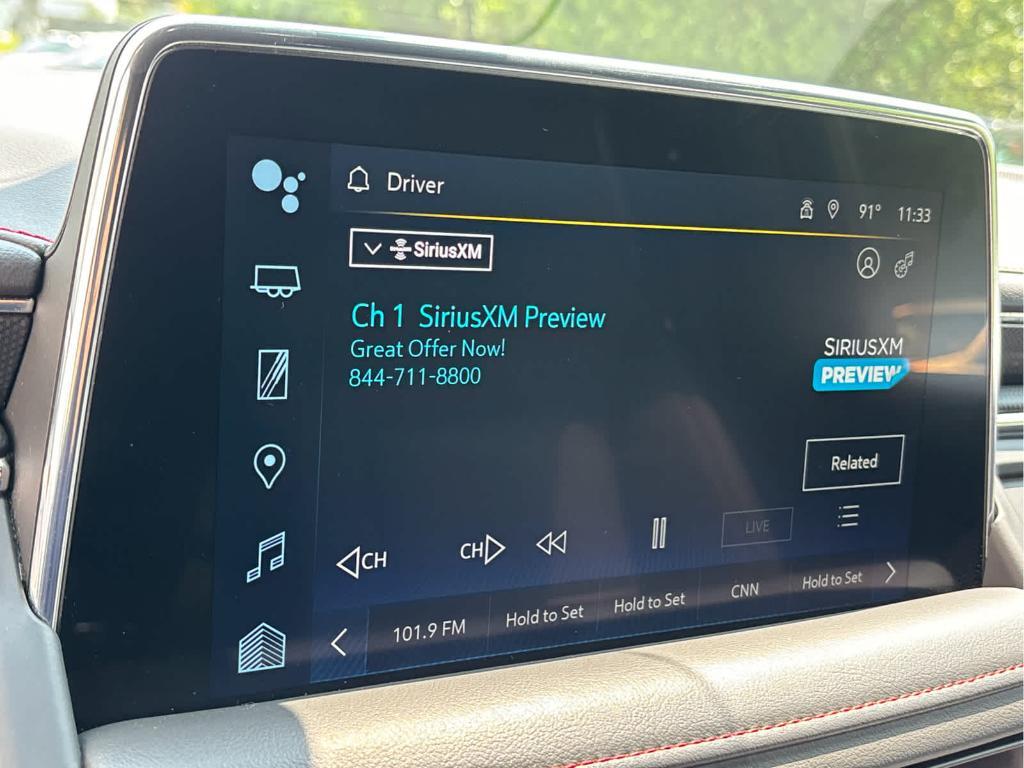 Driver
91° 11:33
SiriusXM
Ch 1 SiriusXM Preview
Great Offer Now!
844-711-8800
SIRIUSXM
PREVIEW
Related
CH
CH
LIVE
101.9 FM
Hold to Set
Hold to Set
CNN
Hold to Set